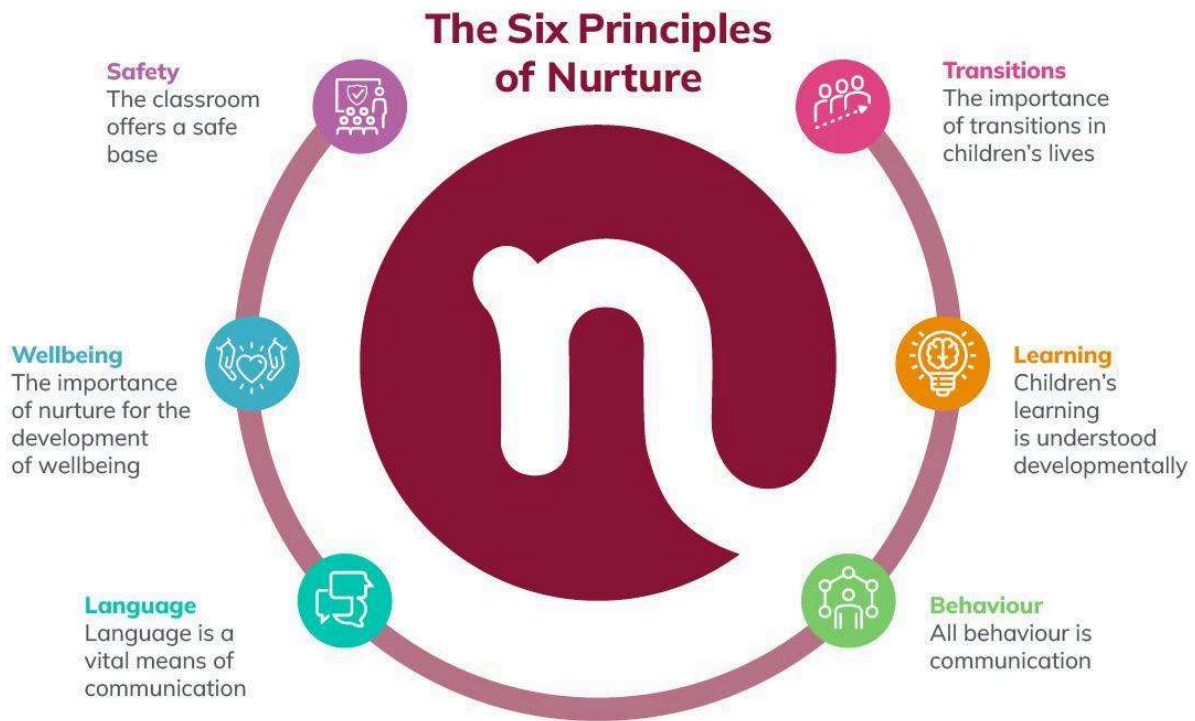 The Six Principles
of Nurture
Safety
The classroom
offers a safe
base
Transitions
The importance
of transitions in
children's lives
Wellbeing
The importance
of nurture for the
development
of wellbeing
Learning
Children's
learning
is understood
developmentally
Language
Language is a
vital means of
communication
Behaviour
All behaviour is
communication
n